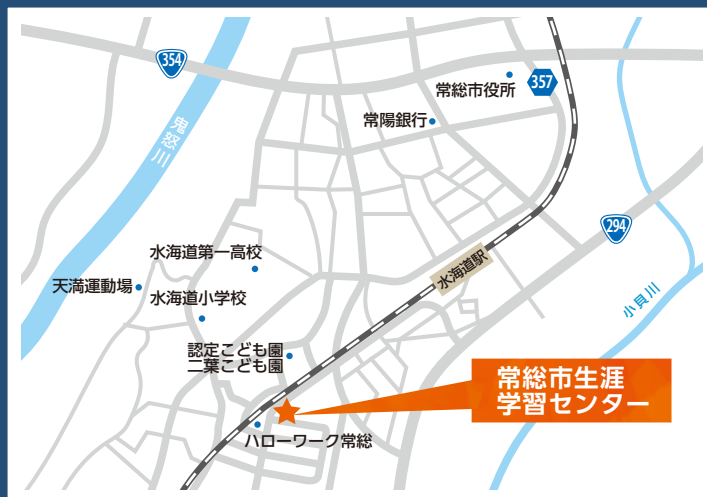 354
常総市役所
357
常陽銀行
鬼怒川
294
水海道第一高校
水海道駅
天満運動場
水海道小学校
小貝川
認定こども園
二葉こども園
常総市生涯
学習センター
ハローワーク常総